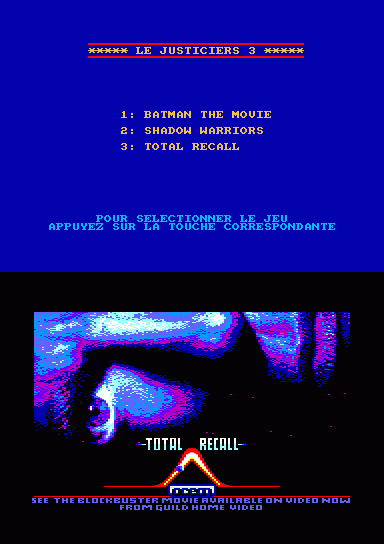 ***** LE JUSTICIERS 3 *****
1: BATMAN THE MOVIE
2: SHADOW WARRIORS
3: TOTAL RECALL
POUR SELECTIONNER LE JEU
APPUYEZ SUR LA TOUCHE CORRESPONDANTE
-TOTAL RECALL-
ocean
SEE THE BLOCKBUSTER MOVIE AVAILABLE ON VIDEO NOW
FROM GUILD HOME VIDEO